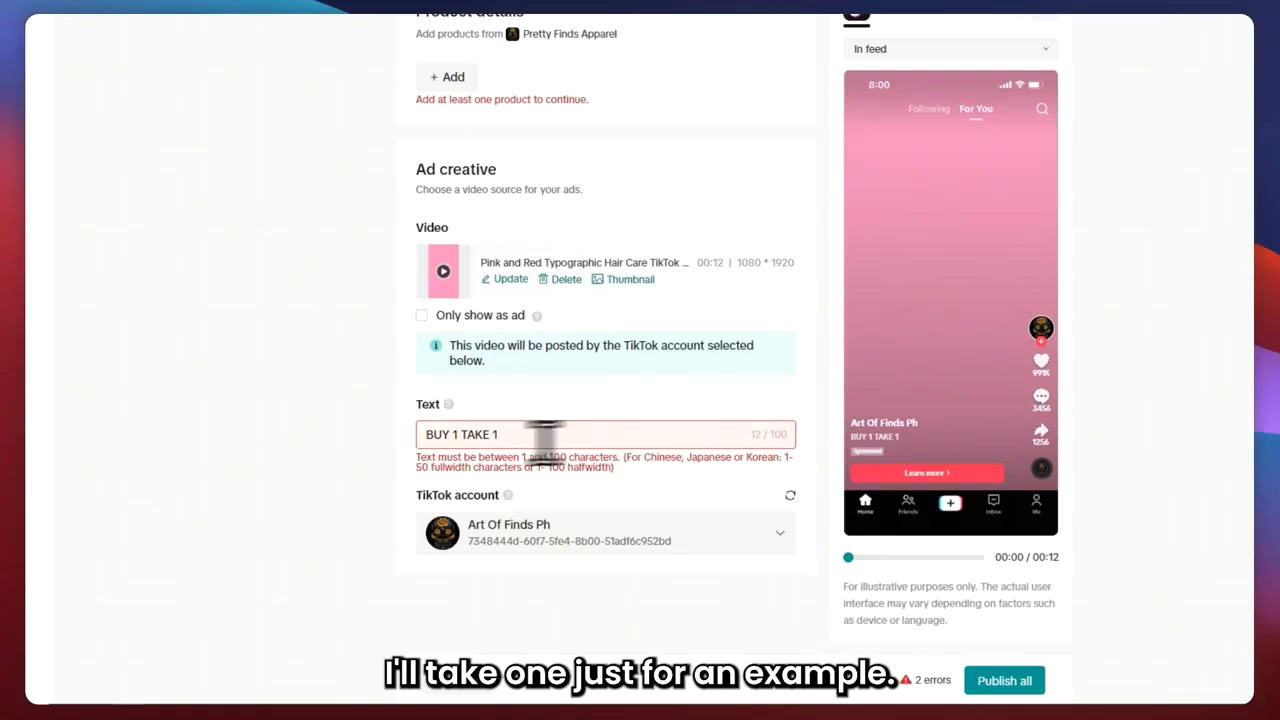 Product details
Add products from Pretty Finds Apparel
+ Add
Add at least one product to continue.
Ad creative
Choose a video source for your ads.
Video
Pink and Red Typographic Hair Care TikTok ... 00:12 | 1080 * 1920
Update Delete Thumbnail
Only show as ad
This video will be posted by the TikTok account selected
below.
Text
BUY 1 TAKE 1 12 / 100
Text must be between 1 and 100 characters. (For Chinese, Japanese or Korean: 1-
50 fullwidth characters or 1- 100 halfwidth)
TikTok account
Art Of Finds Ph
7348444d-60f7-5fe4-8b00-51adf6c952bd
In feed
8:00
Following For You
991K
3456
1256
Art Of Finds Ph
BUY 1 TAKE 1
Sponsored
Learn more >
Home Friends Inbox Me
00:00 / 00:12
For illustrative purposes only. The actual user
interface may vary depending on factors such
as device or language.
2 errors
Publish all
I'll take one just for an example.